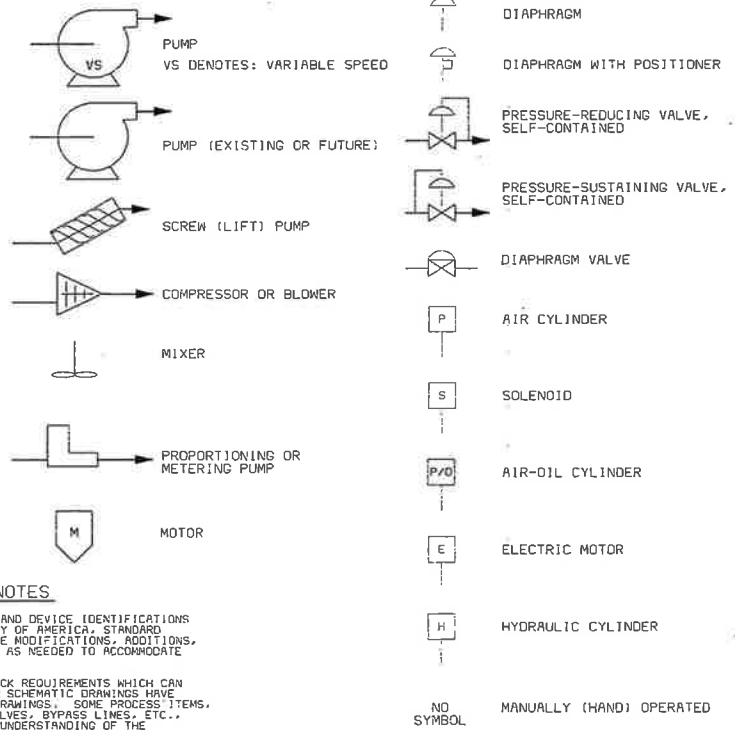 VS
PUMP
VS DENOTES: VARIABLE SPEED
PUMP (EXISTING OR FUTURE)
SCREW (LIFT) PUMP
COMPRESSOR OR BLOWER
MIXER
PROPORTIONING OR
METERING PUMP
M
MOTOR
NOTES
AND DEVICE IDENTIFICATIONS
Y OF AMERICA, STANDARD
E MODIFICATIONS, ADDITIONS,
AS NEEDED TO ACCOMMODATE
CK REQUIREMENTS WHICH CAN
SCHEMATIC DRAWINGS HAVE
RAWINGS. SOME PROCESS ITEMS,
LVES, BYPASS LINES, ETC.,
UNDERSTANDING OF THE
DIAPHRAGM
DIAPHRAGM WITH POSITIONER
PRESSURE-REDUCING VALVE,
SELF-CONTAINED
PRESSURE-SUSTAINING VALVE,
SELF-CONTAINED
DIAPHRAGM VALVE
P
AIR CYLINDER
S
SOLENOID
P/O
AIR-OIL CYLINDER
E
ELECTRIC MOTOR
H
HYDRAULIC CYLINDER
NO
SYMBOL
MANUALLY (HAND) OPERATED